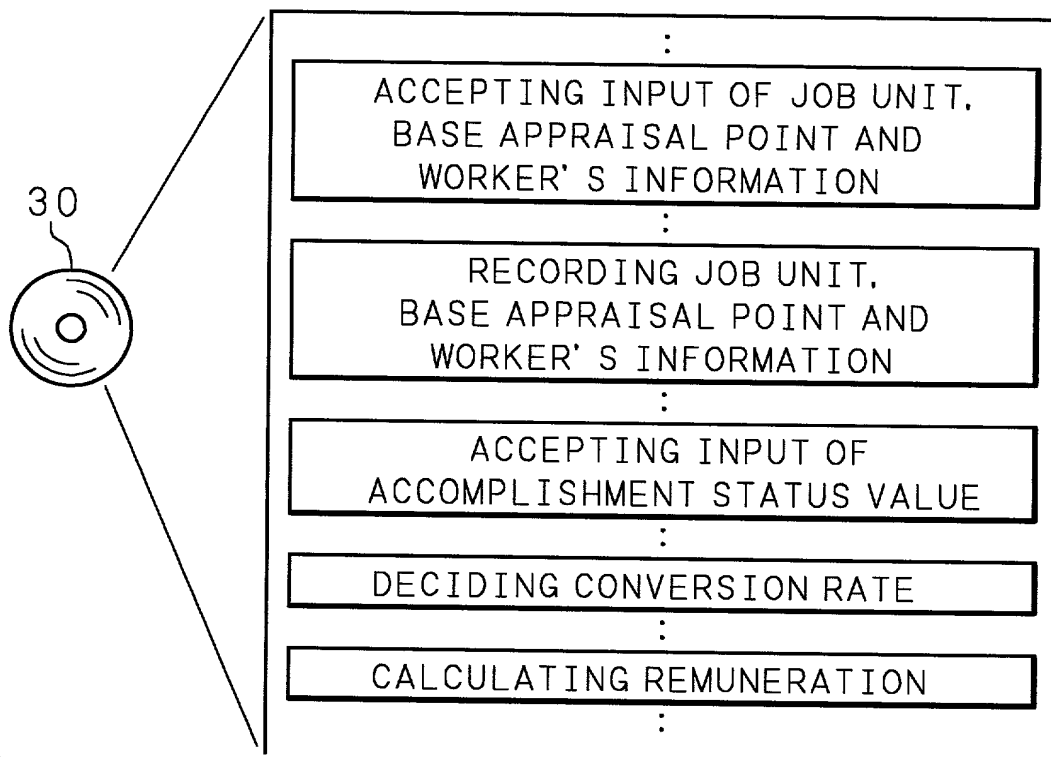 ACCEPTING INPUT OF JOB UNIT.
BASE APPRAISAL POINT AND
WORKER'S INFORMATION
30
RECORDING JOB UNIT.
BASE APPRAISAL POINT AND
WORKER'S INFORMATION
ACCEPTING INPUT OF
ACCOMPLISHMENT STATUS VALUE
DECIDING CONVERSION RATE
CALCULATING REMUNERATION